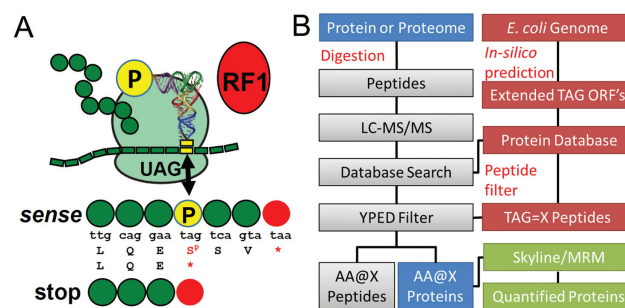 A
P
RF1
UAG
sense P
ttg cag gaa tag tca gta taa
L Q E Sᵖ S V *
L Q E *
stop
B
Protein or Proteome
E. coli Genome
Digestion
In-silico
prediction
Peptides
Extended TAG ORF's
LC-MS/MS
Protein Database
Database Search
Peptide
filter
YPED Filter
TAG=X Peptides
AA@X
Peptides
AA@X
Proteins
Skyline/MRM
Quantified Proteins